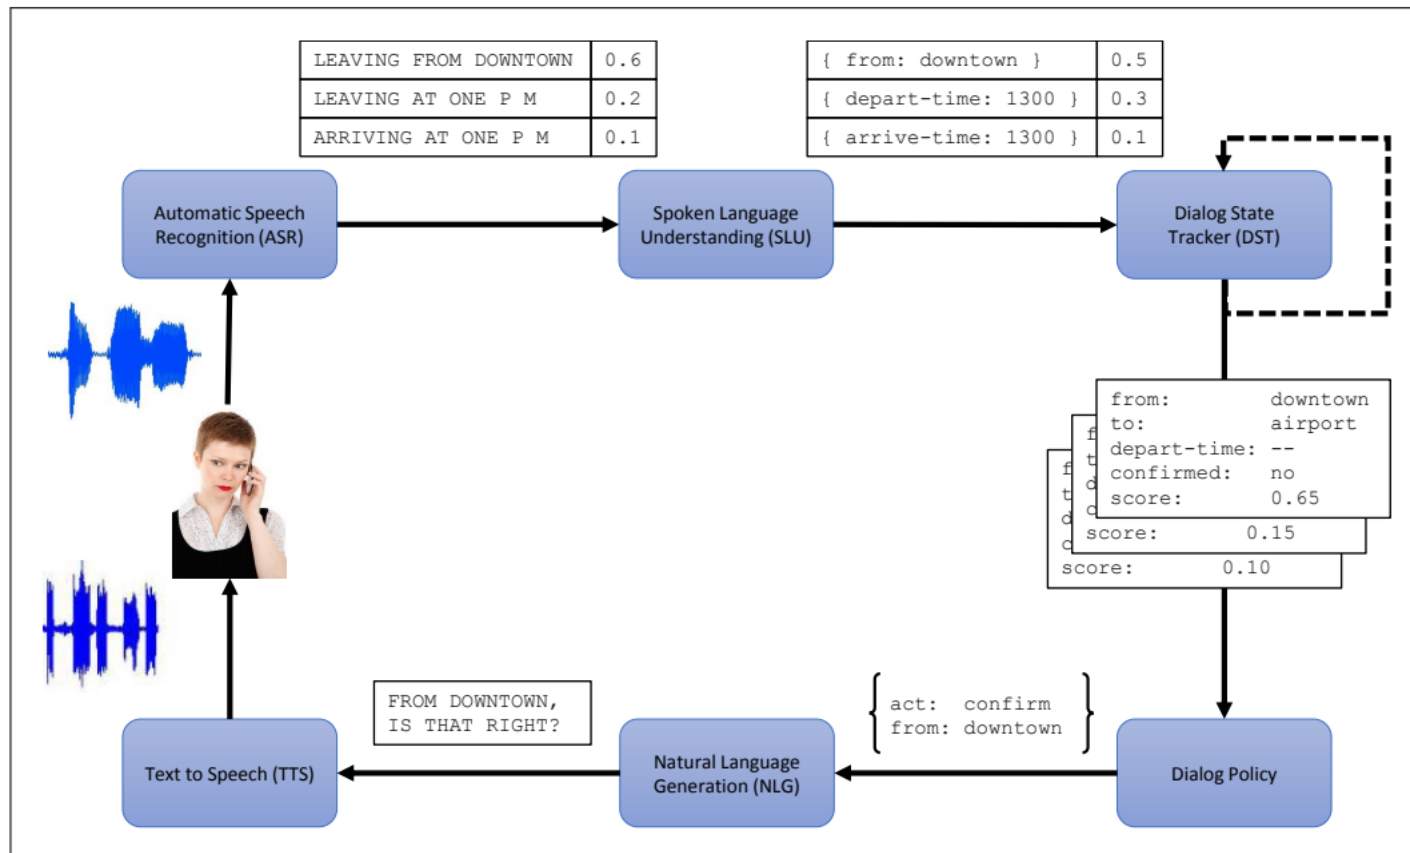 LEAVING FROM DOWNTOWN 0.6
LEAVING AT ONE P M 0.2
ARRIVING AT ONE P M 0.1
{ from: downtown } 0.5
{ depart-time: 1300 } 0.3
{ arrive-time: 1300 } 0.1
Automatic Speech
Recognition (ASR)
Spoken Language
Understanding (SLU)
Dialog State
Tracker (DST)
from: downtown
to: airport
depart-time: --
confirmed: no
score: 0.65
f
t
d
c
score: 0.15
f
t
d
c
score: 0.10
act: confirm
from: downtown
FROM DOWNTOWN,
IS THAT RIGHT?
Text to Speech (TTS)
Natural Language
Generation (NLG)
Dialog Policy